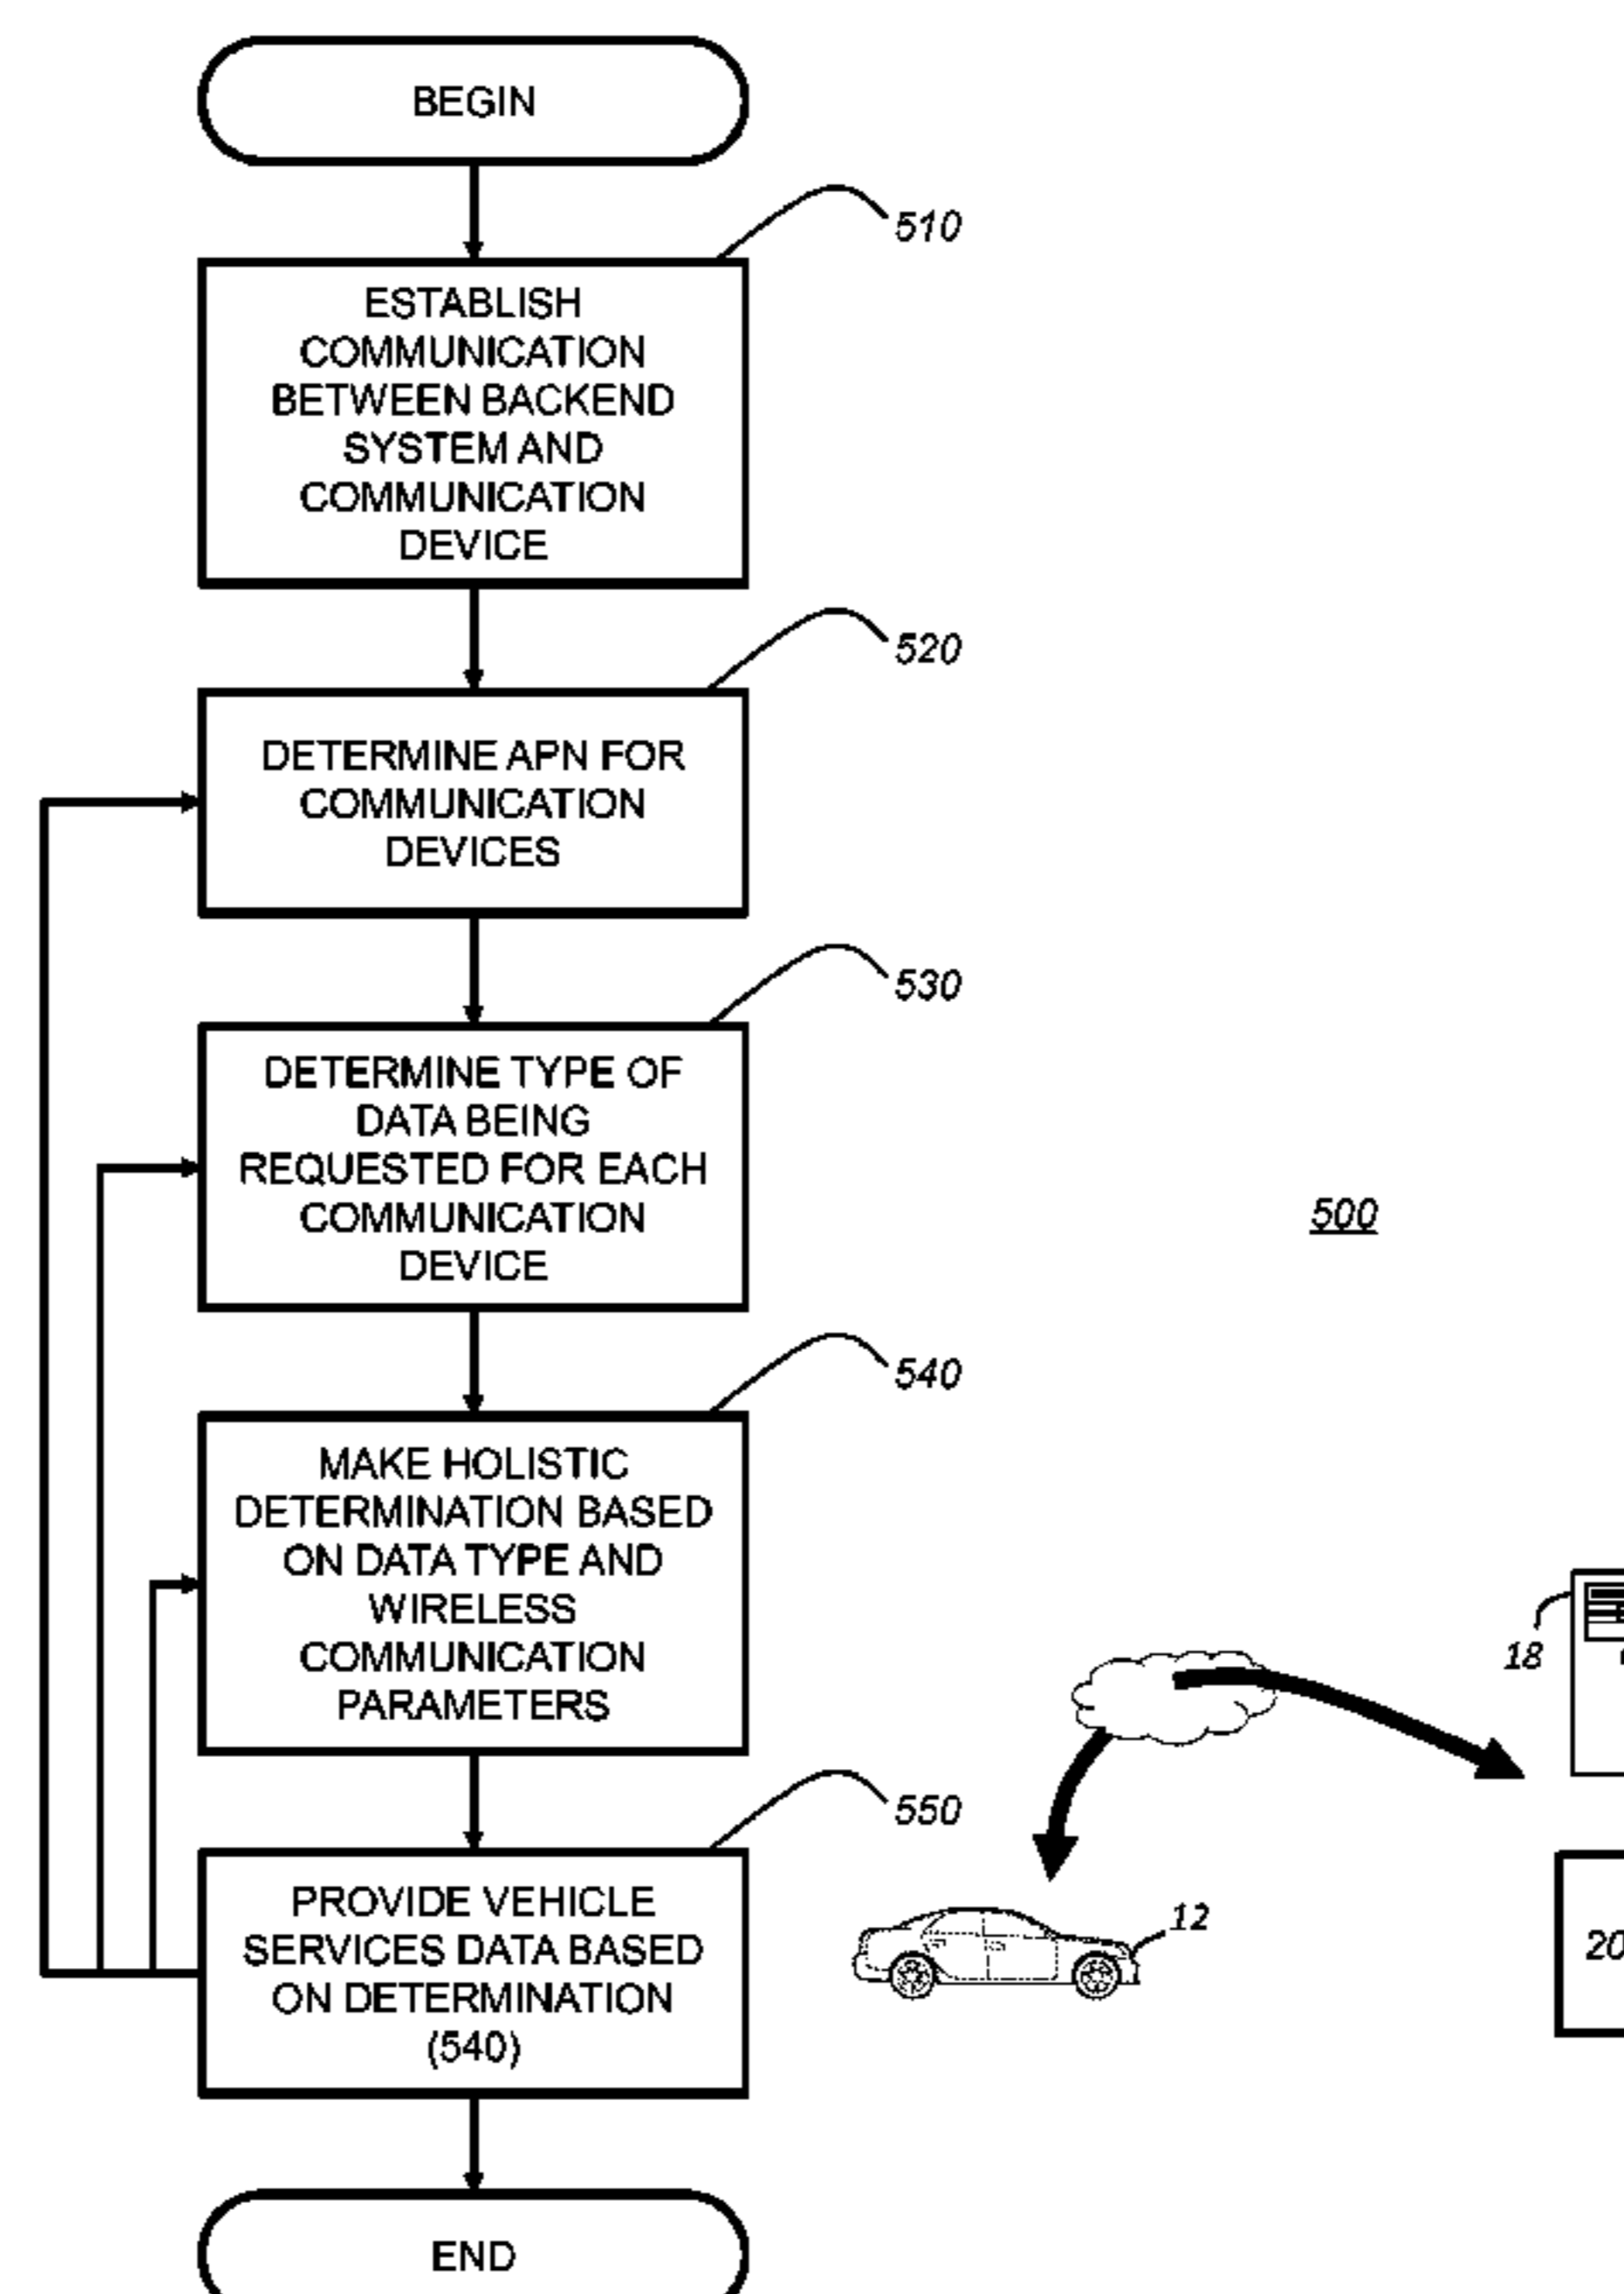 BEGIN
510
ESTABLISH
COMMUNICATION
BETWEEN BACKEND
SYSTEM AND
COMMUNICATION
DEVICE
520
DETERMINE APN FOR
COMMUNICATION
DEVICES
530
DETERMINE TYPE OF
DATA BEING
REQUESTED FOR EACH
COMMUNICATION
DEVICE
500
540
MAKE HOLISTIC
DETERMINATION BASED
ON DATA TYPE AND
WIRELESS
COMMUNICATION
PARAMETERS
18
550
PROVIDE VEHICLE
SERVICES DATA BASED
ON DETERMINATION
(540)
12
20
END